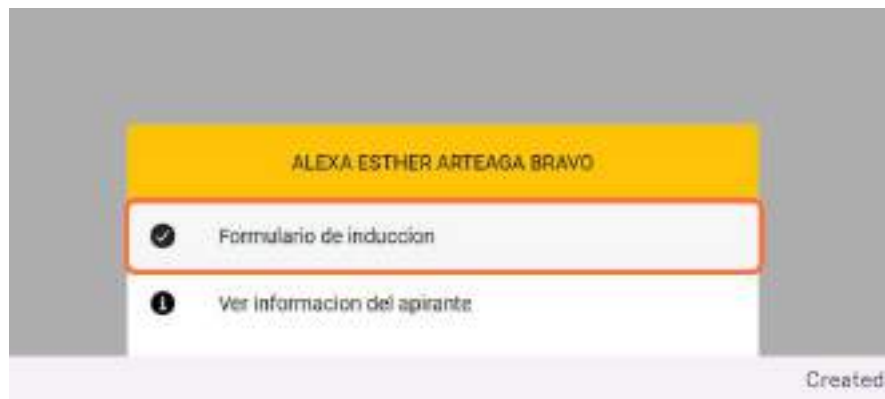 ALEXA ESTHER ARTEAGA BRAVO
Formulario de induccion
Ver informacion del apirante
Created